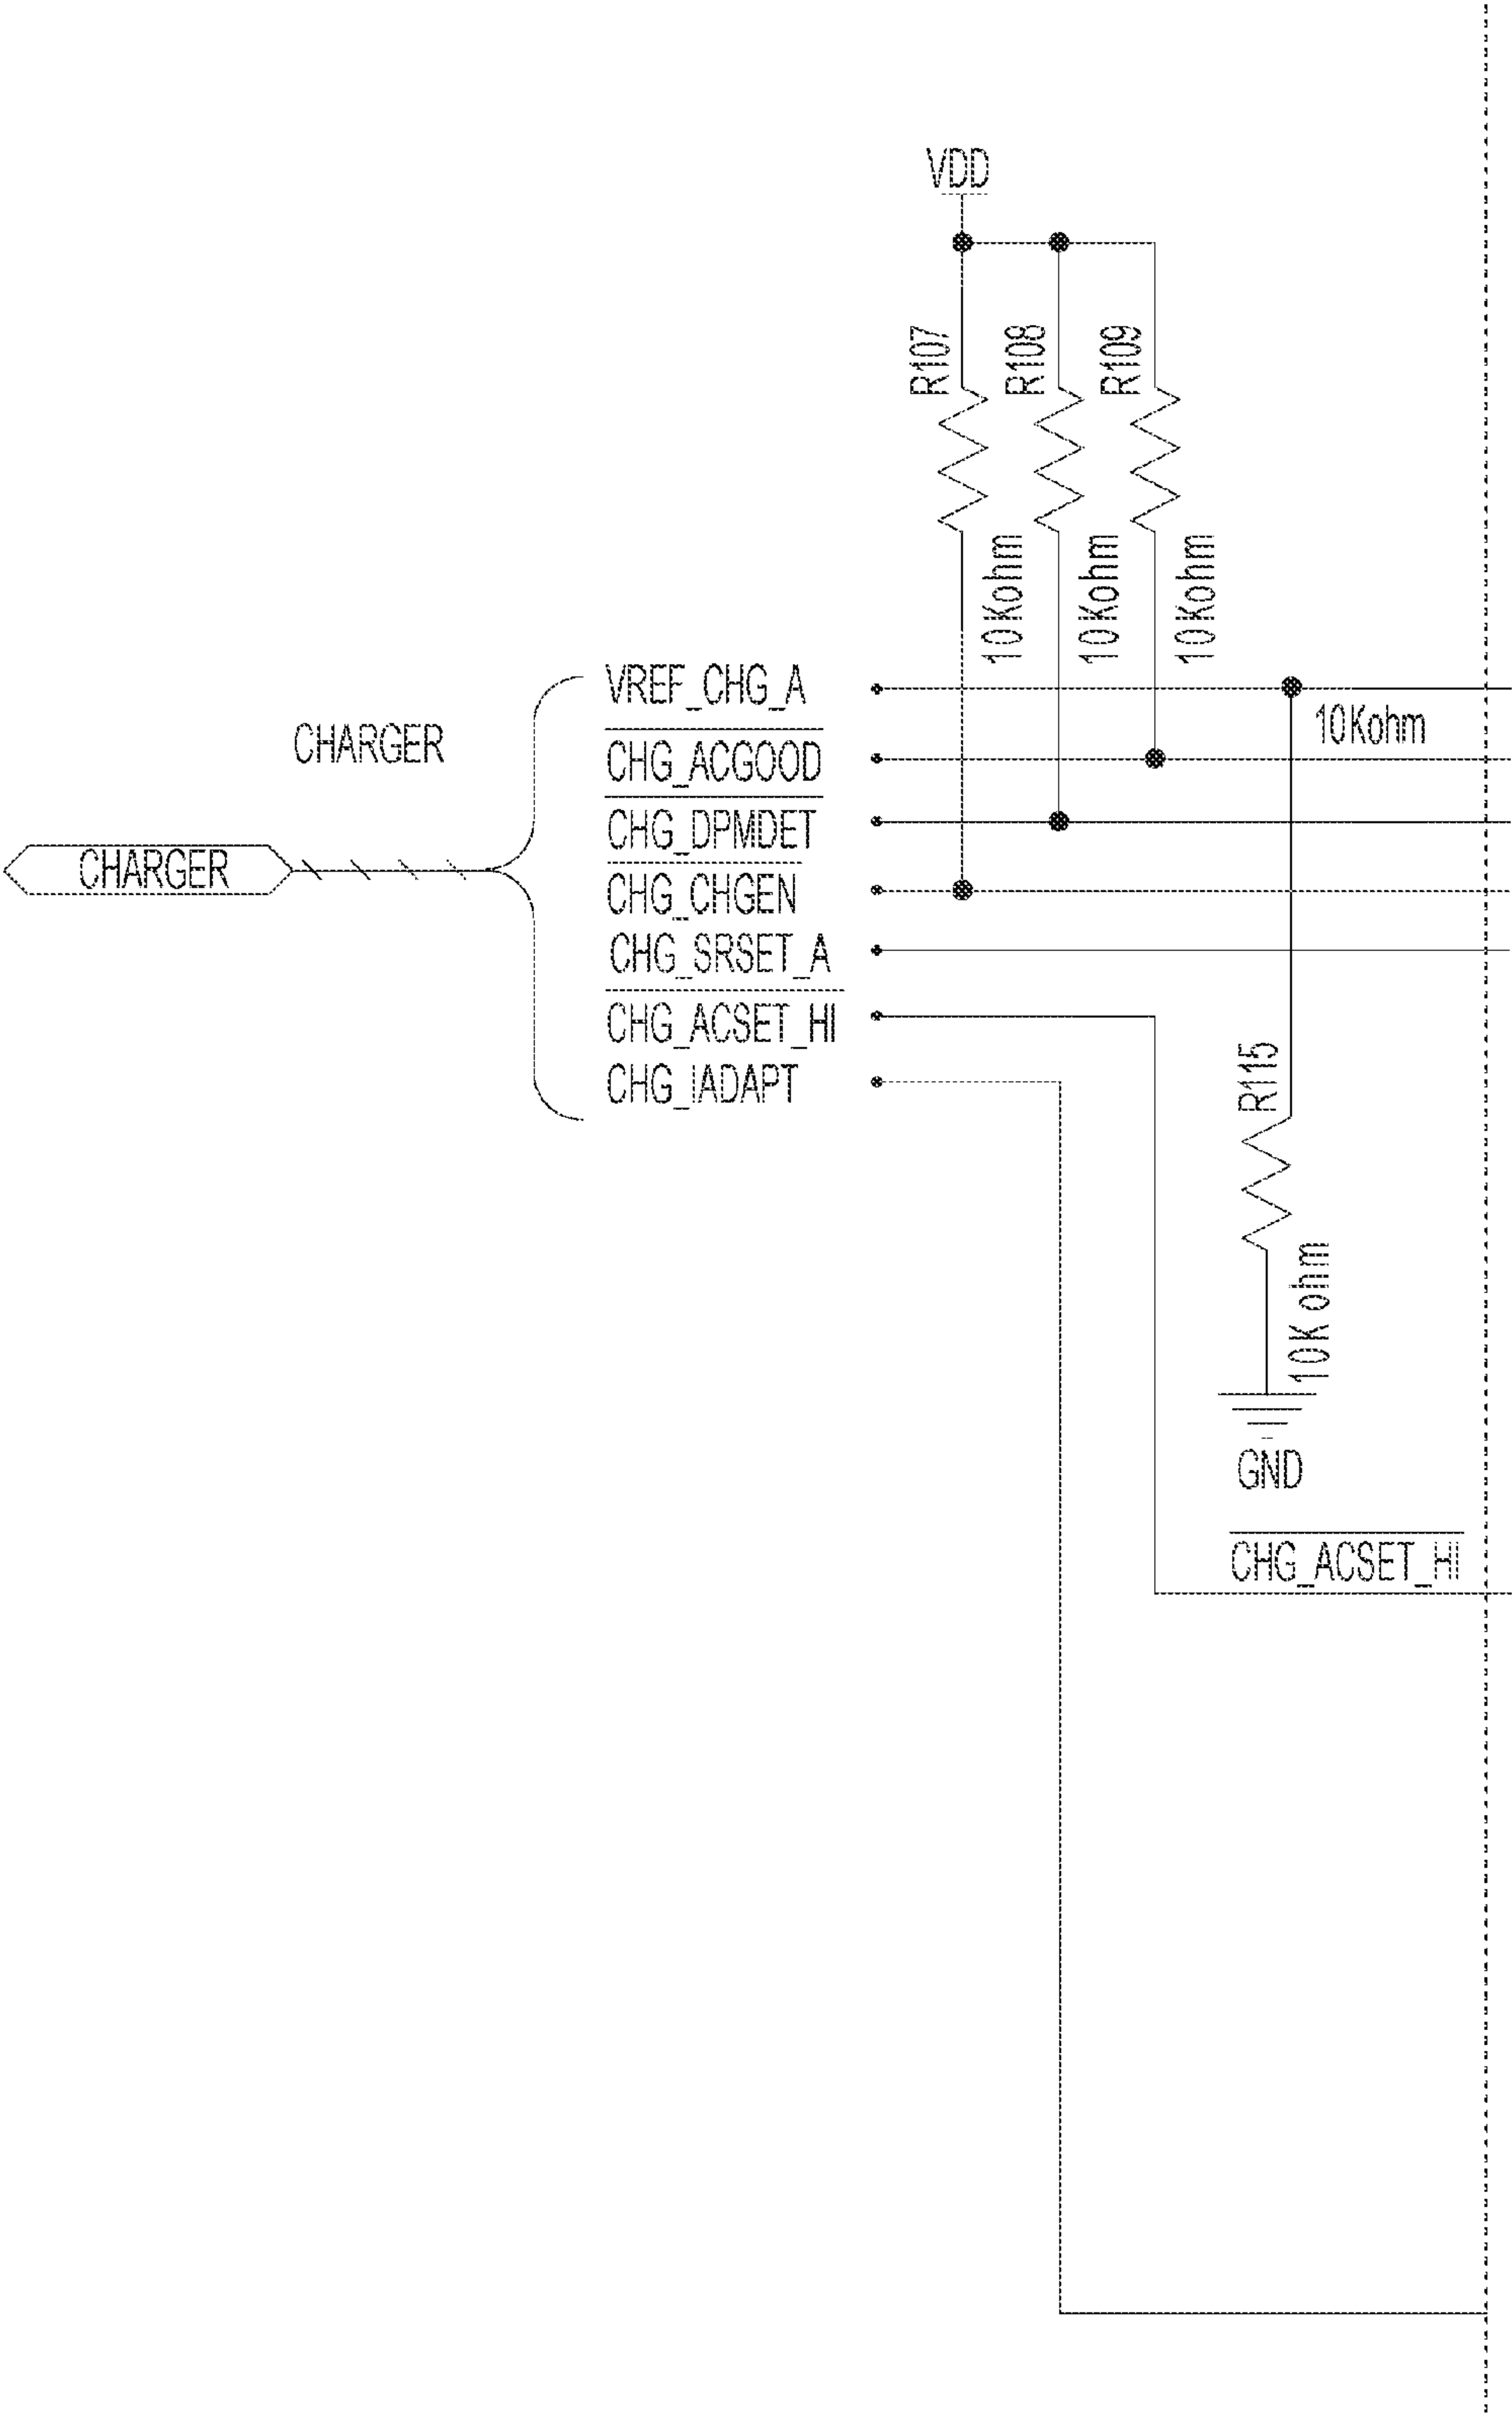 VDD
R107
R108
R109
10Kohm
10Kohm
10Kohm
VREF_CHG_A
10Kohm
CHARGER
CHG_ACGOOD
CHG_DPMDET
CHARGER
CHG_CHGEN
CHG_SRSET_A
CHG_ACSET_HI
CHG_IADAPT
R115
10K ohm
GND
CHG_ACSET_HI